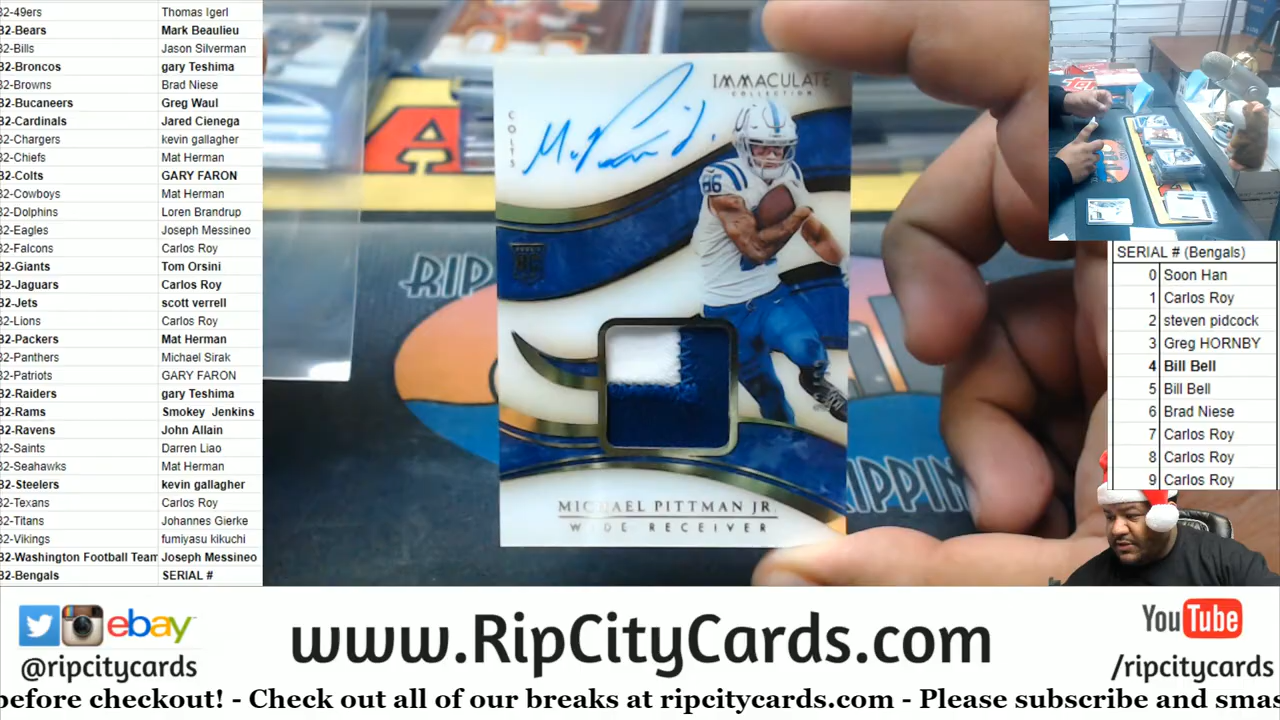 32-49ers Thomas Igerl
32-Bears Mark Beaulieu
32-Bills Jason Silverman
32-Broncos gary Teshima
32-Browns Brad Niese
32-Bucaneers Greg Waul
32-Cardinals Jared Cienega
32-Chargers kevin gallagher
32-Chiefs Mat Herman
32-Colts GARY FARON
32-Cowboys Mat Herman
32-Dolphins Loren Brandrup
32-Eagles Joseph Messineo
32-Falcons Carlos Roy
32-Giants Tom Orsini
32-Jaguars Carlos Roy
32-Jets scott verrell
32-Lions Carlos Roy
32-Packers Mat Herman
32-Panthers Michael Sirak
32-Patriots GARY FARON
32-Raiders gary Teshima
32-Rams Smokey Jenkins
32-Ravens John Allain
32-Saints Darren Liao
32-Seahawks Mat Herman
32-Steelers kevin gallagher
32-Texans Carlos Roy
32-Titans Johannes Gierke
32-Vikings fumiyasu kikuchi
32-Washington Football Team Joseph Messineo
32-Bengals SERIAL #
IMMACULATE
COLLECTION
COLTS
86
RC
MICHAEL PITTMAN JR.
WIDE RECEIVER
RIP
RIPPIN
SERIAL # (Bengals)
0 Soon Han
1 Carlos Roy
2 steven pidcock
3 Greg HORNBY
4 Bill Bell
5 Bill Bell
6 Brad Niese
7 Carlos Roy
8 Carlos Roy
9 Carlos Roy
ebay
@ripcitycards
www.RipCityCards.com
YouTube
/ripcitycards
before checkout! - Check out all of our breaks at ripcitycards.com - Please subscribe and smas